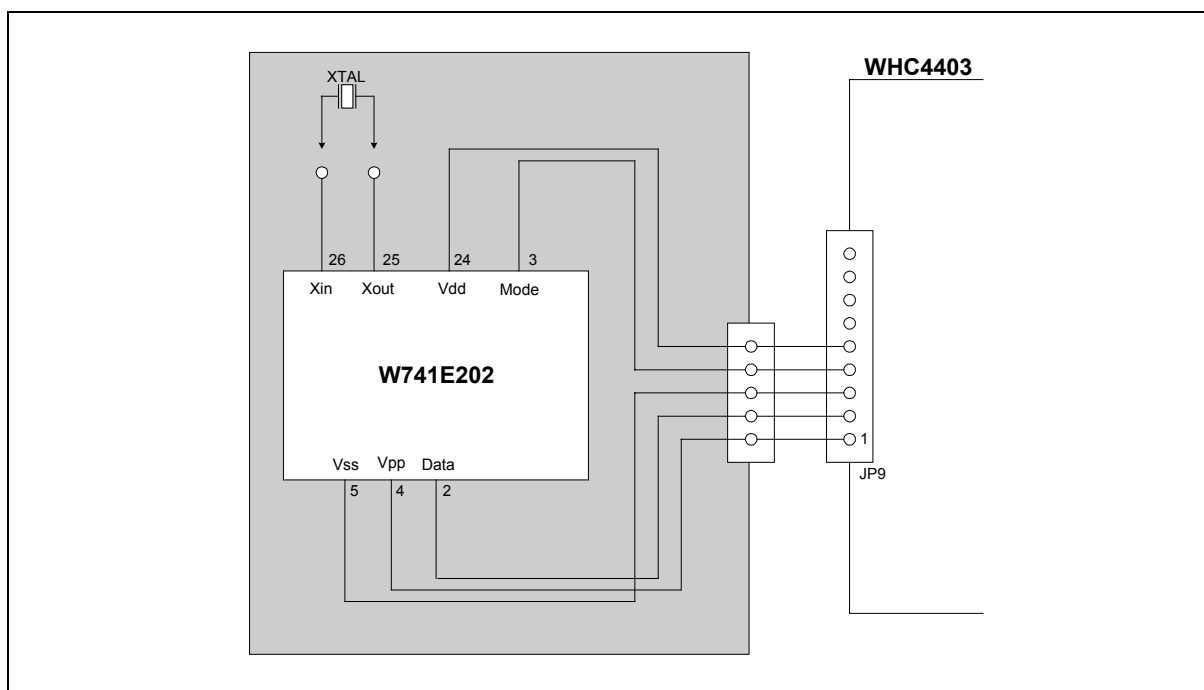 WHC4403
XTAL
26 25 24 3
Xin Xout Vdd Mode
W741E202
1
Vss Vpp Data
JP9
5 4 2